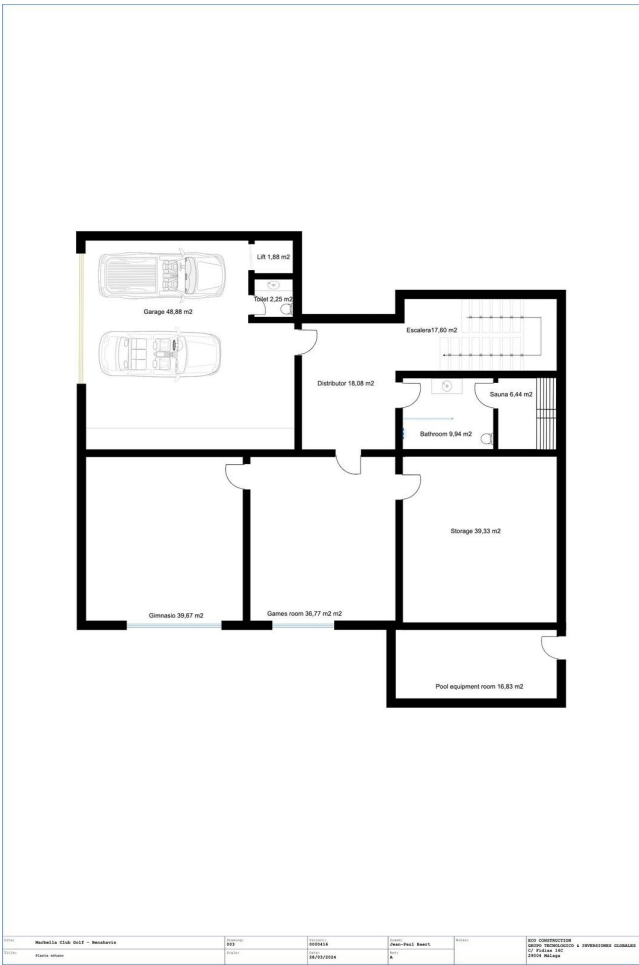 Lift 1,88 m2
Toilet 2,25 m2
Garage 48,88 m2
Escalera17,60 m2
Distributor 18,08 m2
Sauna 6,44 m2
Bathroom 9,94 m2
Storage 39,33 m2
Gimnasio 39,67 m2
Games room 36,77 m2 m2
Pool equipment room 16,83 m2
Marbella Club Golf - Benahavis
003
0000416
Jean-Paul Baert
ECO CONSTRUCTION
GRUPO TECNOLOGICO & INVERSIONES GLOBALES
C/ Fidias 14C
29004 Málaga
Planta sótano
28/03/2024
A